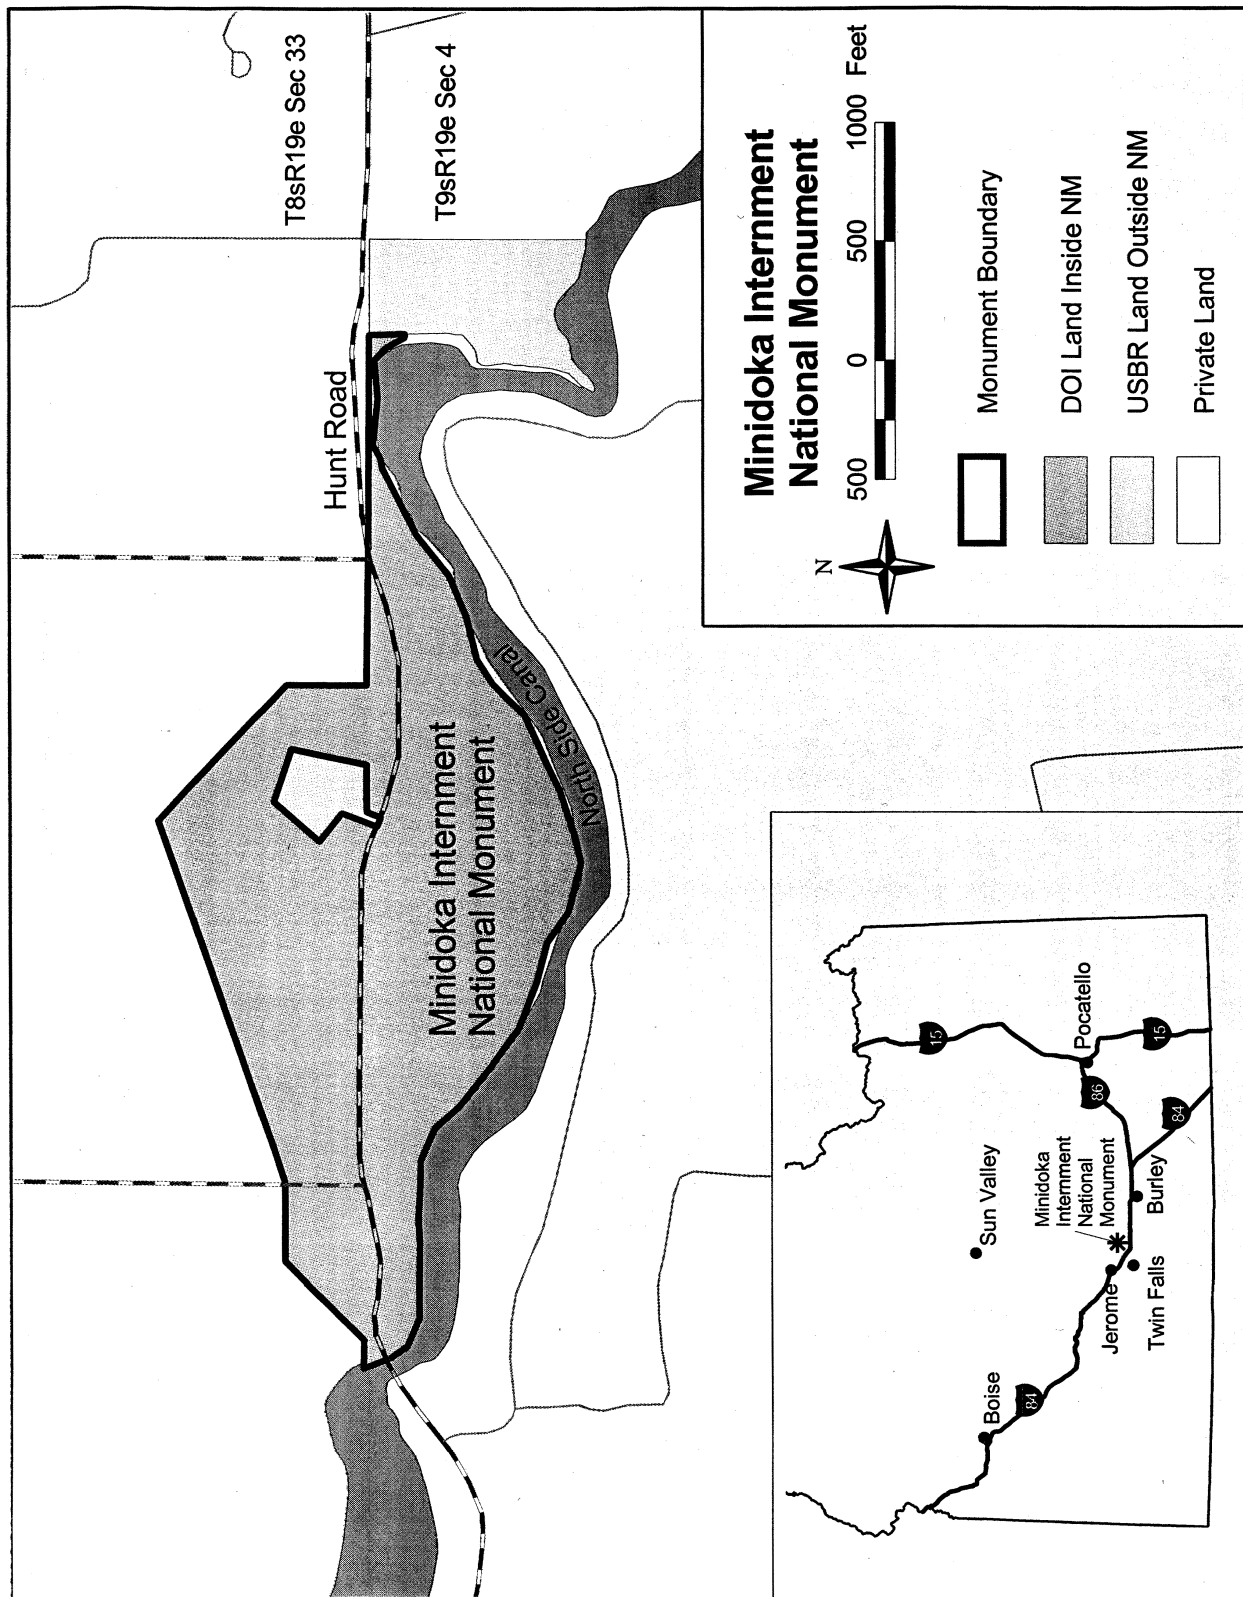 T8sR19e Sec 33
T9sR19e Sec 4
Hunt Road
Minidoka Internment
National Monument
North Side Canal
Minidoka Internment
National Monument
500 0 500 1000 Feet
N
Monument Boundary
DOI Land Inside NM
USBR Land Outside NM
Private Land
Boise
84
Sun Valley
Jerome
Twin Falls
Minidoka
Internment
National
Monument
Burley
86
84
Pocatello
15
15